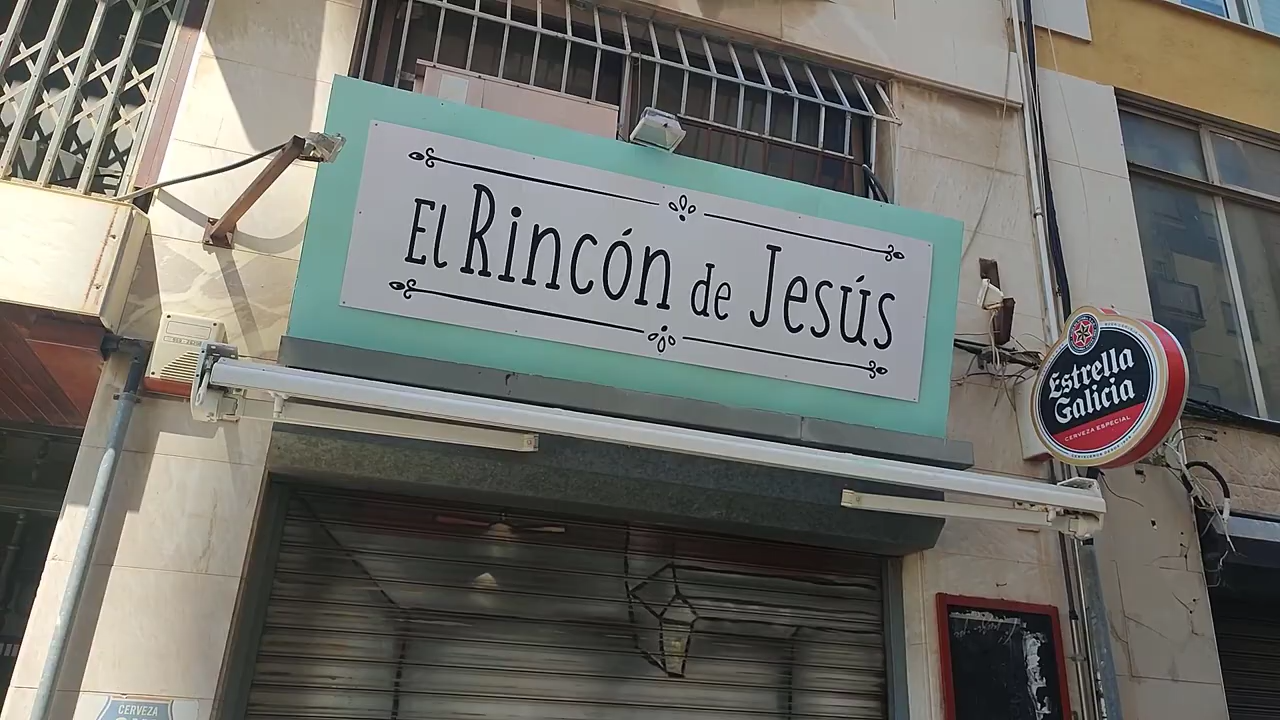 El Rincón de Jesús
Estrella
Galicia
CERVEZA ESPECIAL
CERVEZA